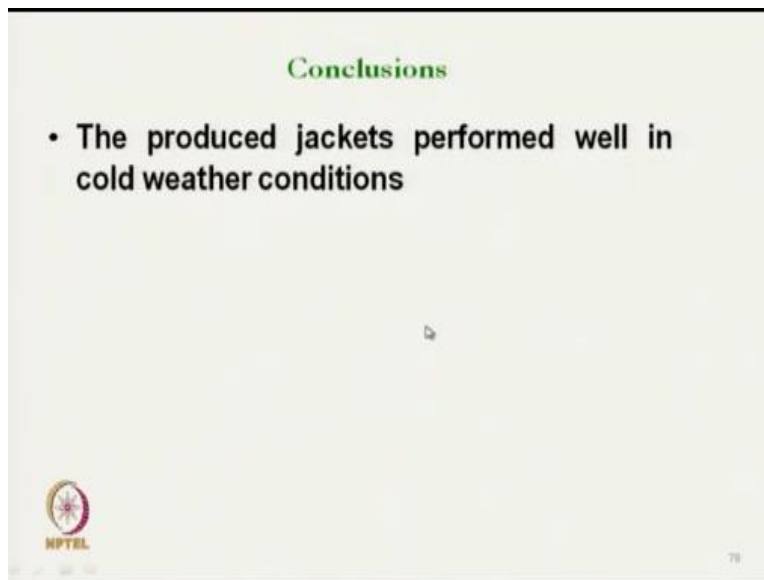 Conclusions
• The produced jackets performed well in
cold weather conditions
NPTEL